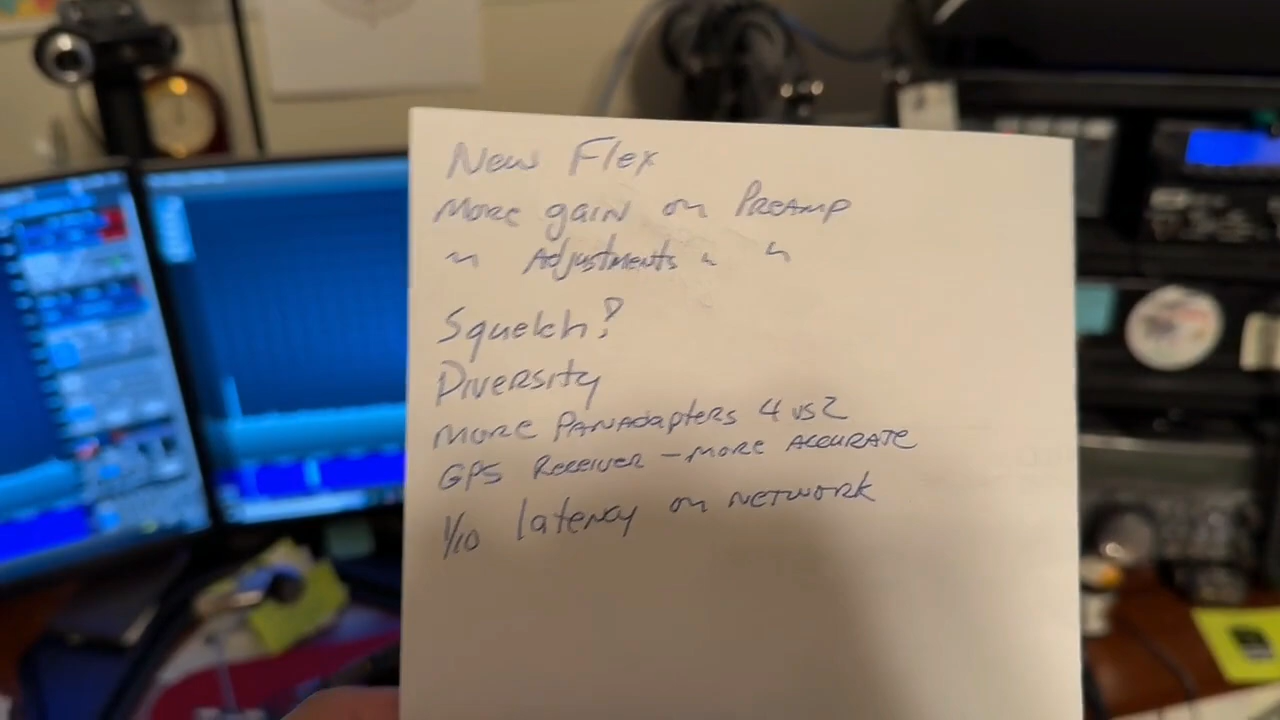 New Flex
More gain on Preamp
" Adjustments " "
Squelch?
Diversity
More Panadapters 4 vs 2
GPS Receiver - more accurate
1/10 latency on network